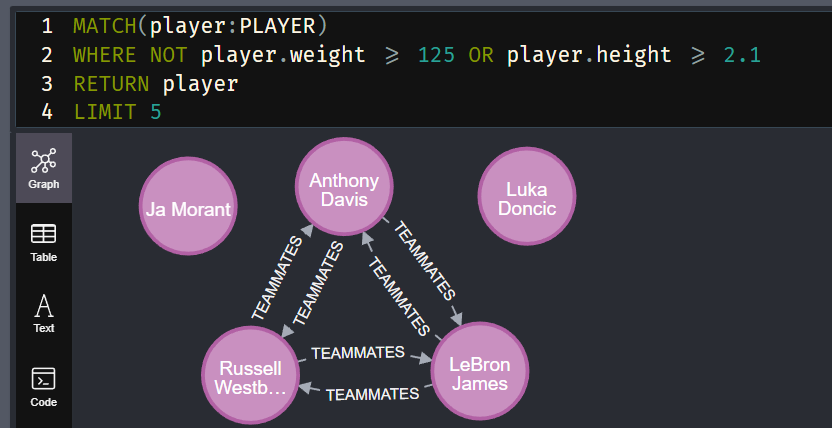 1 MATCH(player:PLAYER)
2 WHERE NOT player.weight >= 125 OR player.height >= 2.1
3 RETURN player
4 LIMIT 5
Graph
Table
Text
Code
Ja Morant
Anthony
Davis
Luka
Doncic
TEAMMATES
TEAMMATES
TEAMMATES
TEAMMATES
Russell
Westb…
TEAMMATES
TEAMMATES
LeBron
James